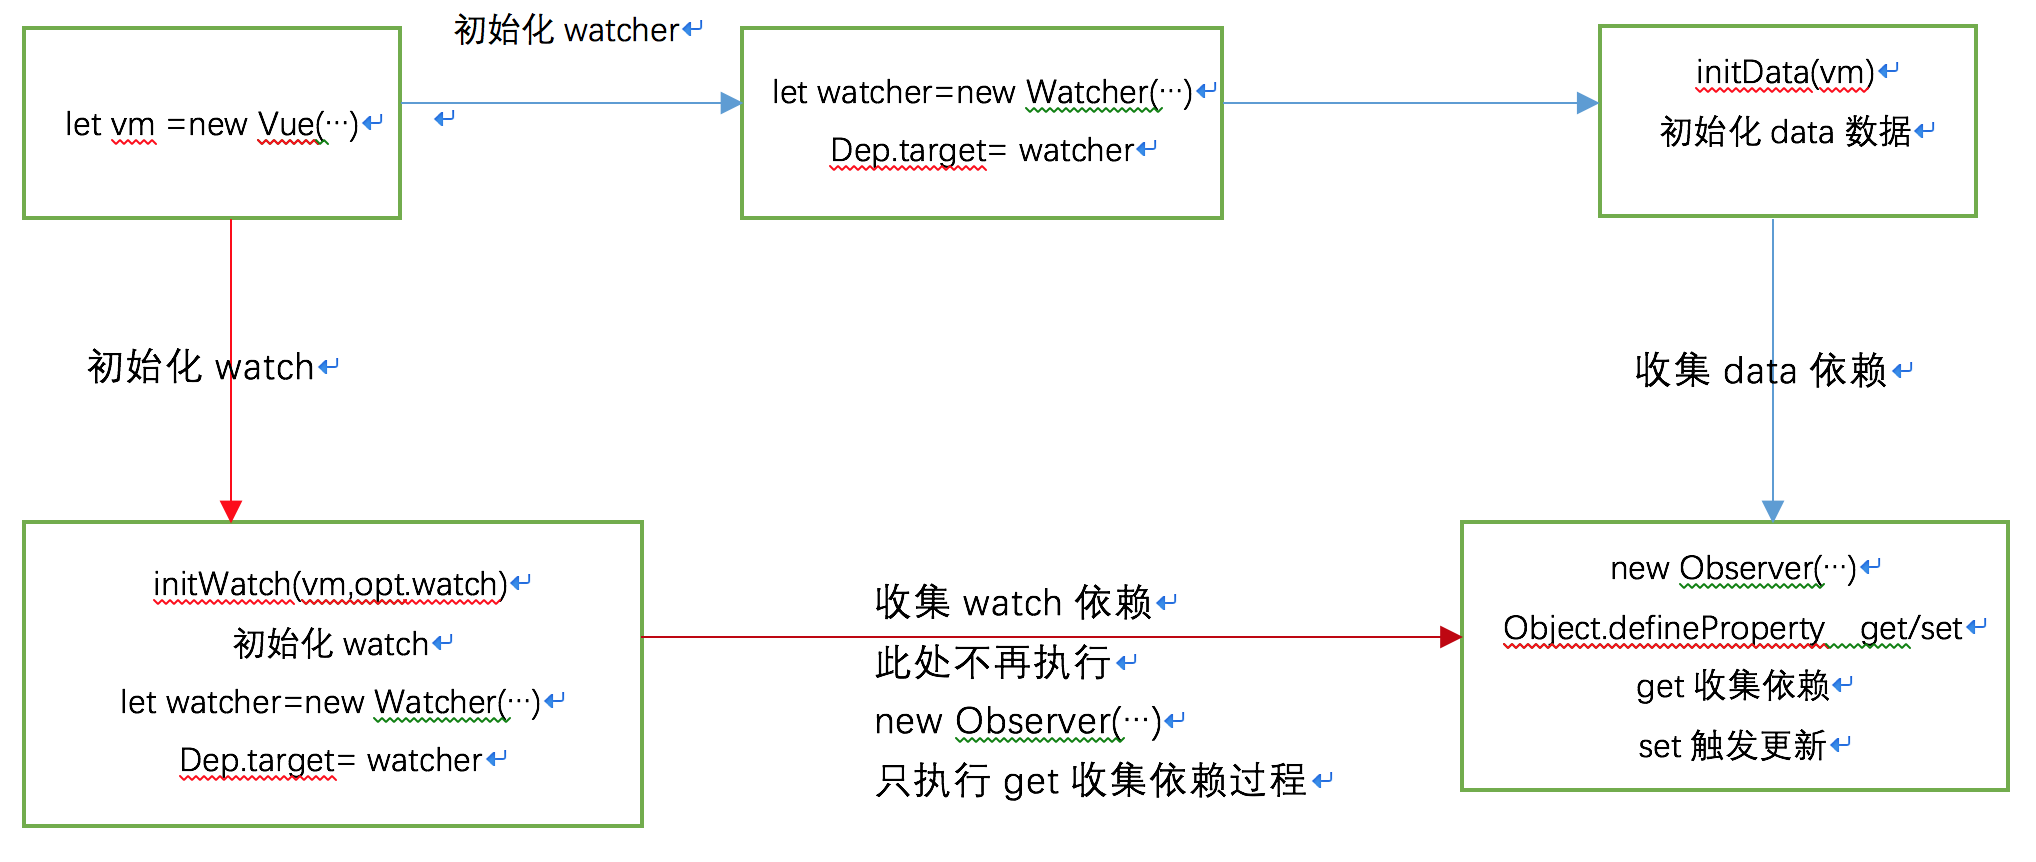 初始化 watcher
let vm =new Vue(…)
let watcher=new Watcher(…)
Dep.target= watcher
initData(vm)
初始化 data 数据
初始化 watch
收集 data 依赖
initWatch(vm,opt.watch)
初始化 watch
let watcher=new Watcher(…)
Dep.target= watcher
收集 watch 依赖
此处不再执行
new Observer(…)
只执行 get 收集依赖过程
new Observer(…)
Object.defineProperty get/set
get 收集依赖
set 触发更新